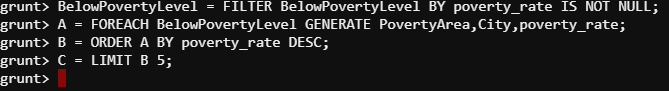 grunt> BelowPovertyLevel = FILTER BelowPovertyLevel BY poverty_rate IS NOT NULL;
grunt> A = FOREACH BelowPovertyLevel GENERATE PovertyArea,City,poverty_rate;
grunt> B = ORDER A BY poverty_rate DESC;
grunt> C = LIMIT B 5;
grunt>